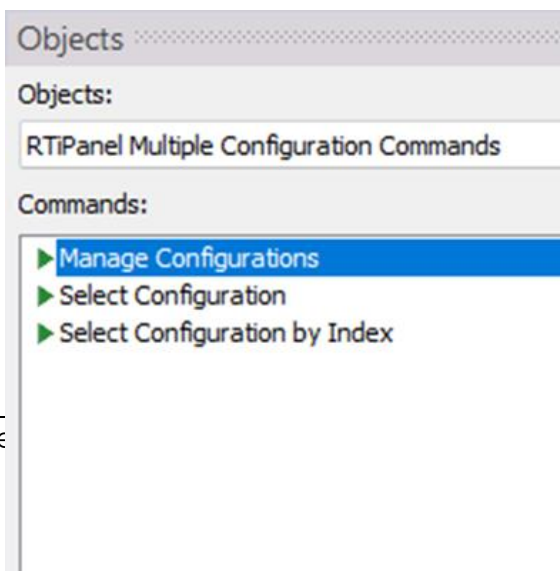 Objects
Objects:
RTiPanel Multiple Configuration Commands
Commands:
Manage Configurations
Select Configuration
Select Configuration by Index